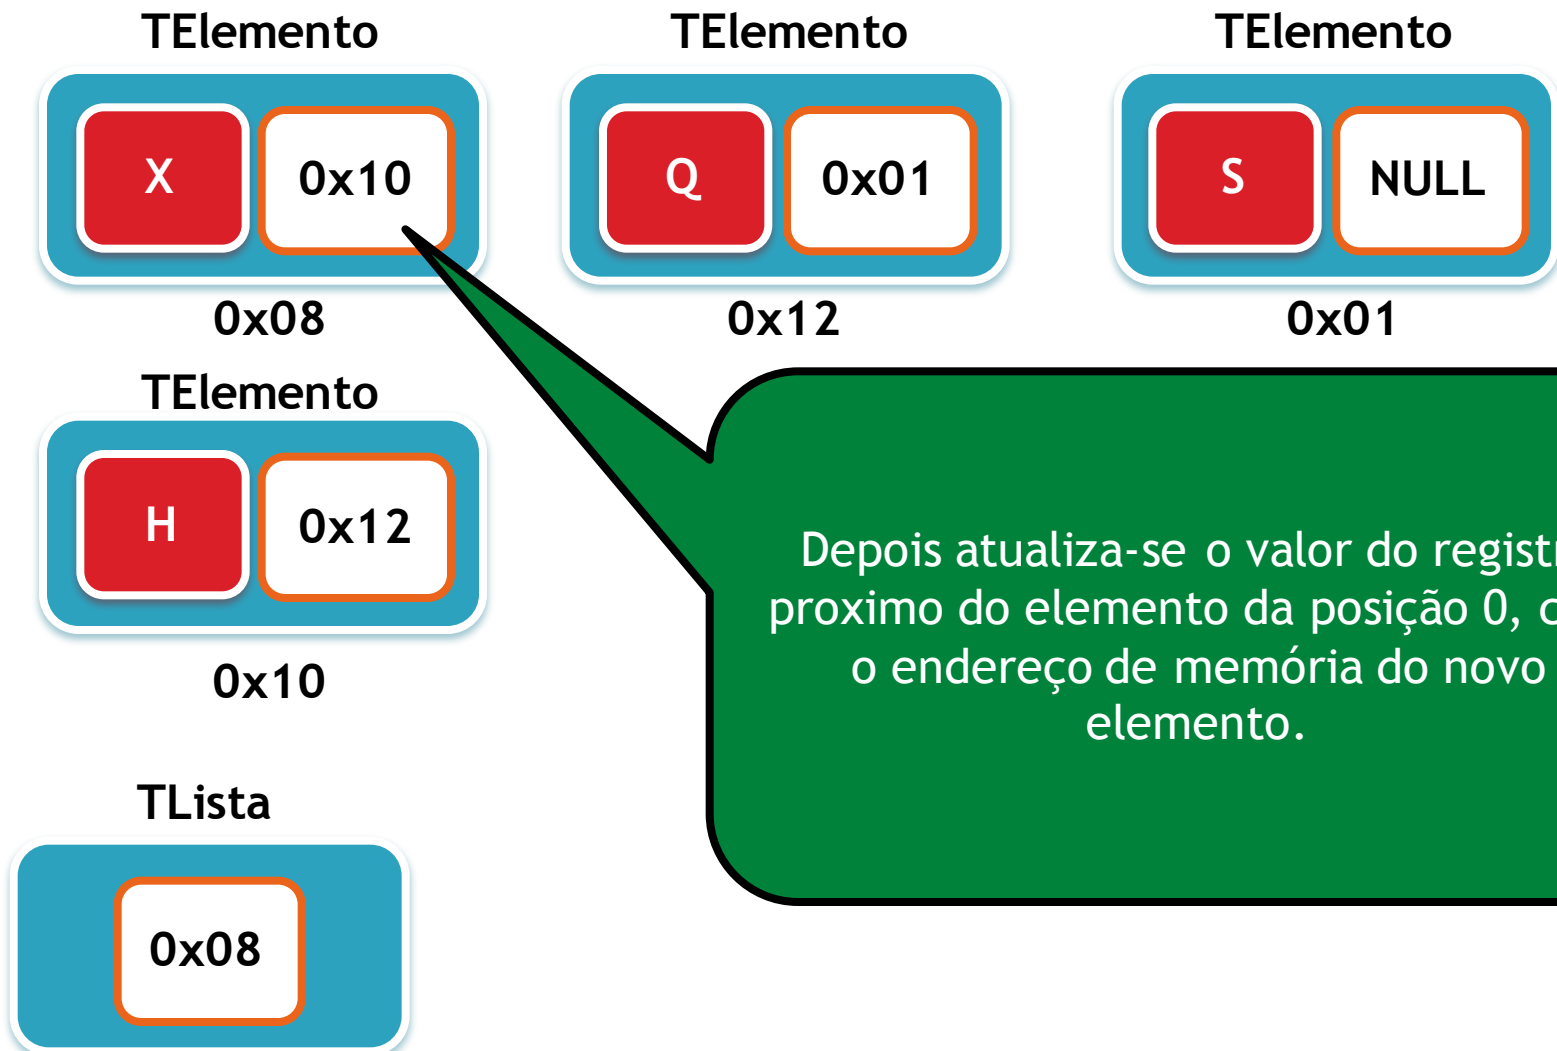 TElemento
TElemento
TElemento
X
0x10
Q
0x01
S
NULL
0x08
0x12
0x01
TElemento
H
0x12
0x10
Depois atualiza-se o valor do
proximo do elemento da posição 0,
o endereço de memória do novo
elemento.
TLista
0x08